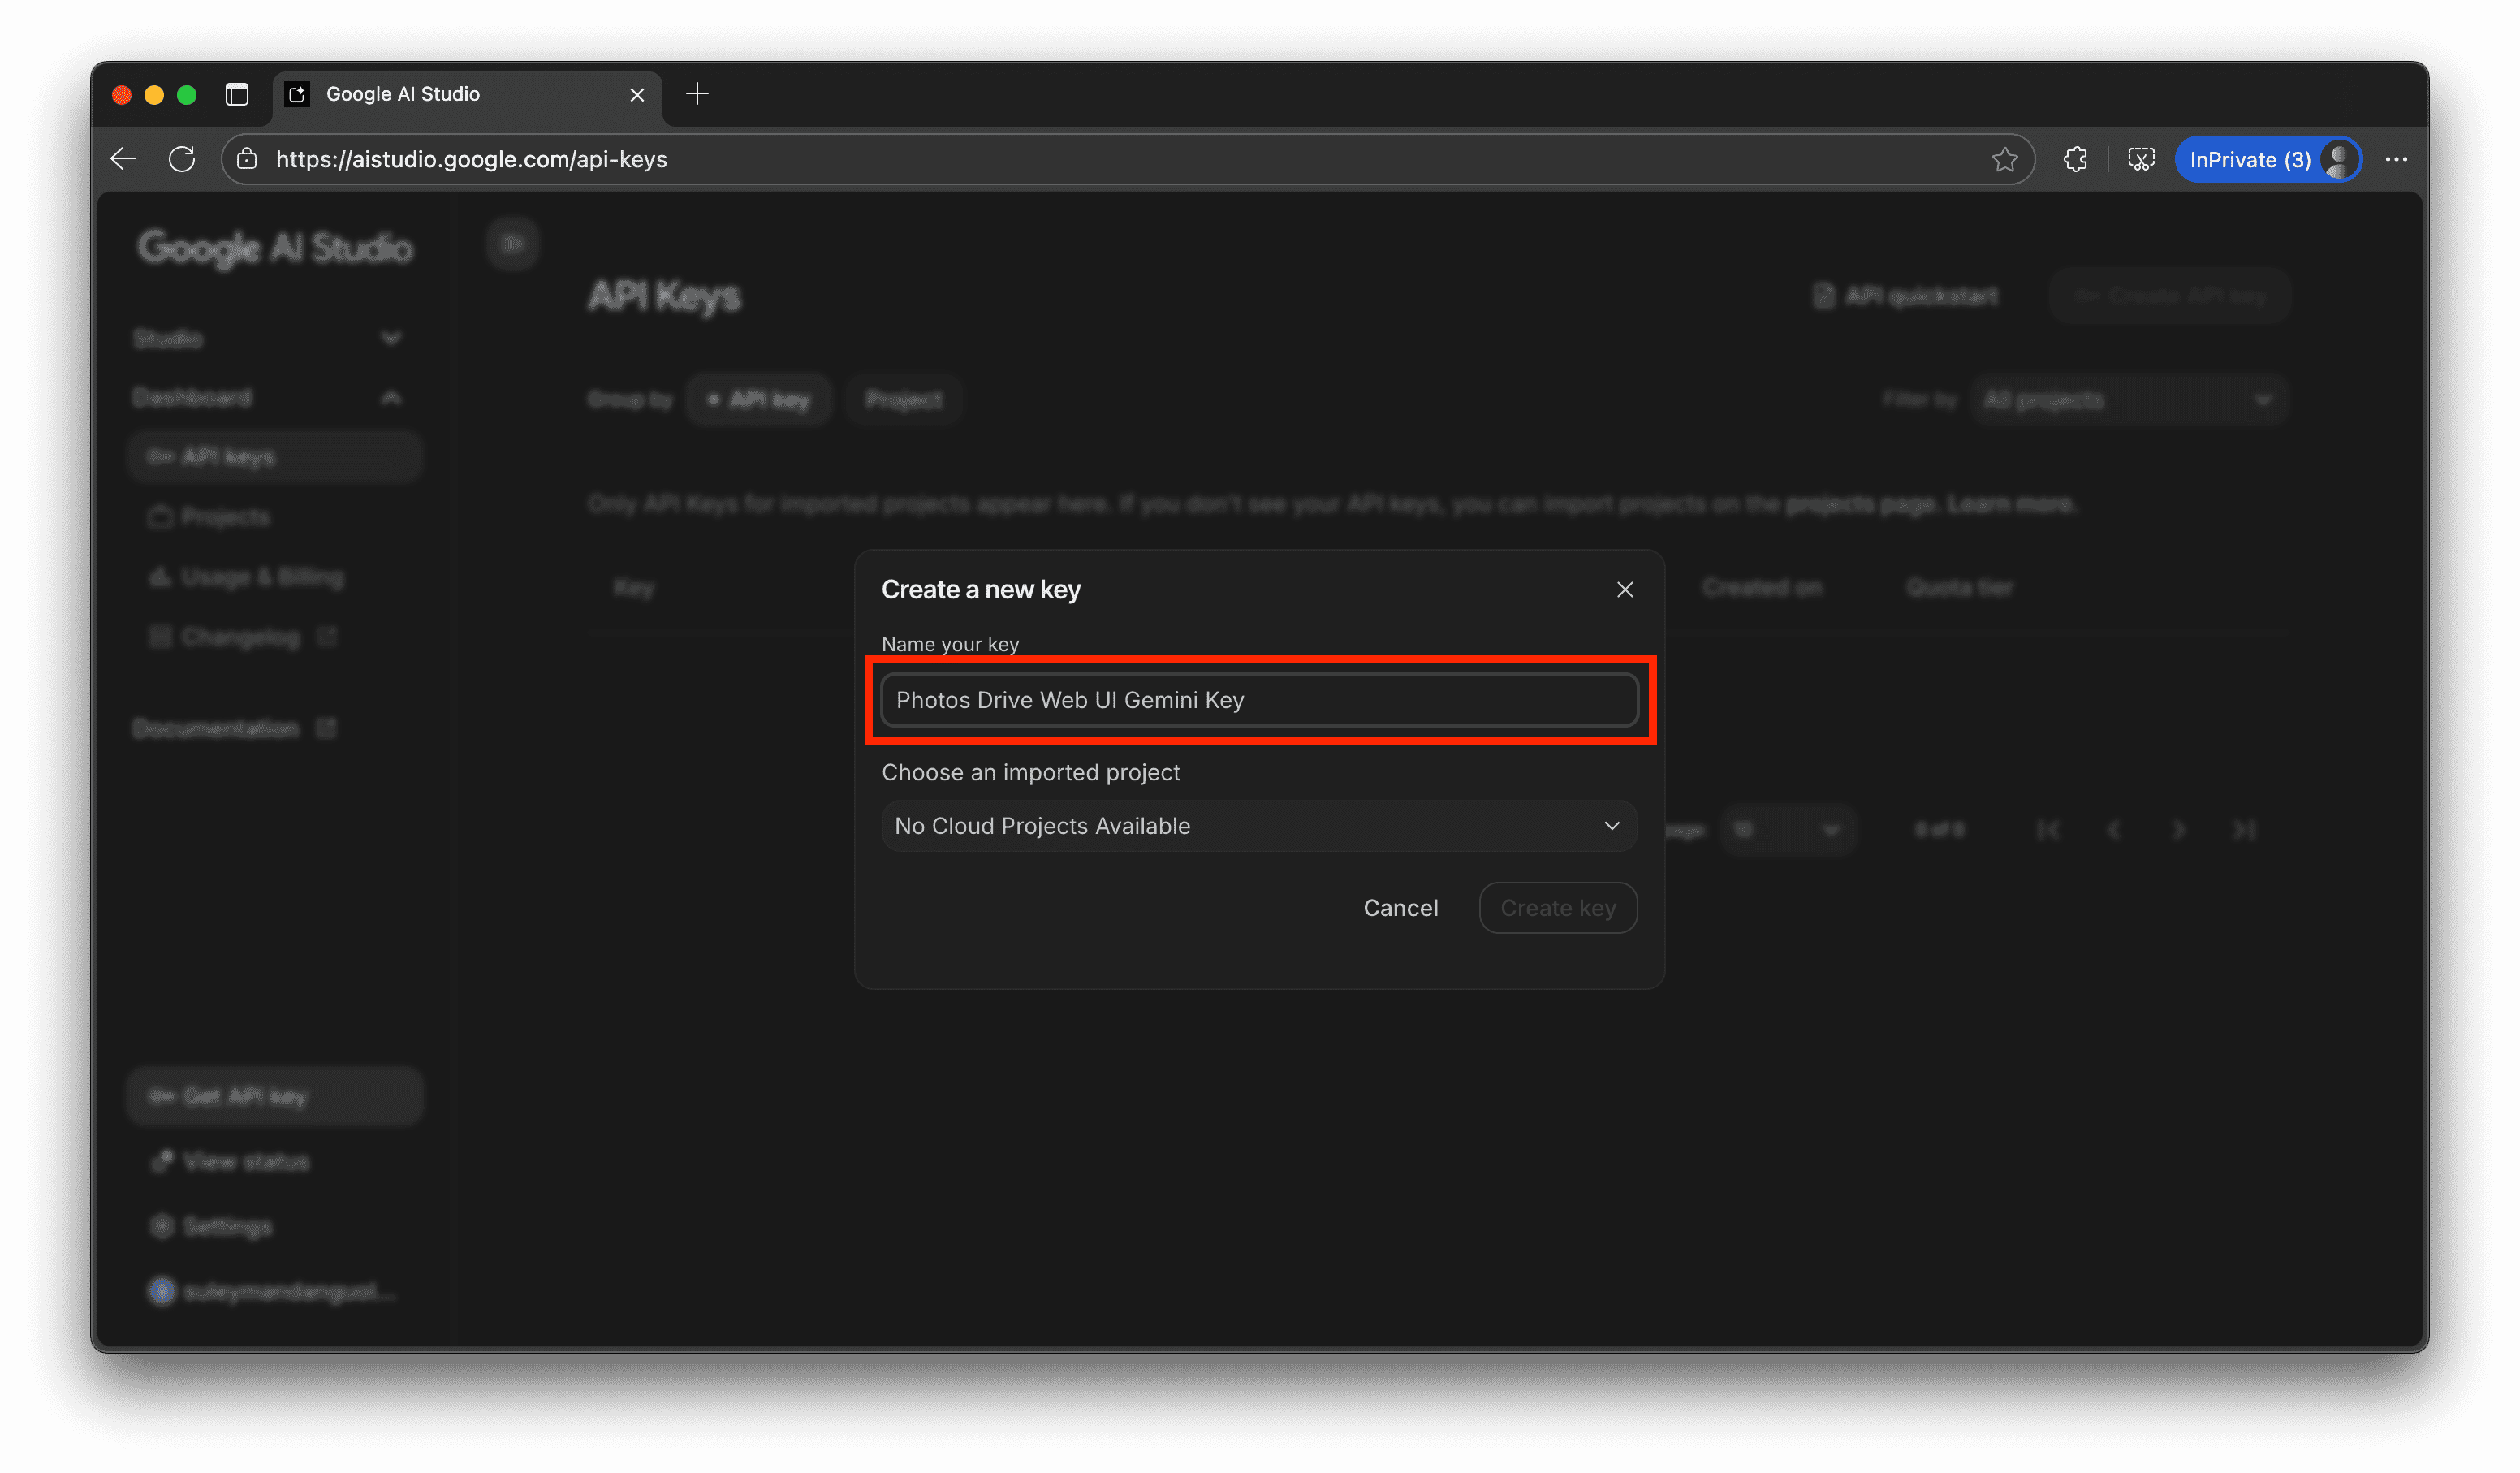 Google AI Studio
https://aistudio.google.com/api-keys
InPrivate (3)
Google AI Studio
Studio
Dashboard
API keys
Projects
Usage & Billing
Changelog
Documentation
Get API key
View status
Settings
API Keys
API quickstart
Create API key
Group by
API key
Project
Filter by
All projects
Only API Keys for imported projects appear here. If you don't see your API keys, you can import projects on the projects page. Learn more.
Key
Created on
Quota tier
page
10
0 of 0
Create a new key
Name your key
Photos Drive Web UI Gemini Key
Choose an imported project
No Cloud Projects Available
Cancel
Create key